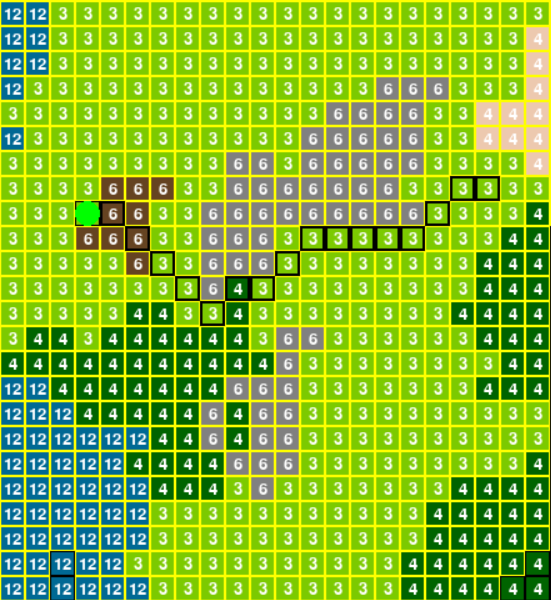 12 12 3 3 3 3 3 3 3 3 3 3 3 3 3 3 3 3 3 3 3 3
12 12 3 3 3 3 3 3 3 3 3 3 3 3 3 3 3 3 3 3 3 4
12 12 3 3 3 3 3 3 3 3 3 3 3 3 3 3 3 3 3 3 3 4
12 3 3 3 3 3 3 3 3 3 3 3 3 3 3 6 6 6 3 3 3 4
3 3 3 3 3 3 3 3 3 3 3 3 3 6 6 6 6 3 3 4 4 4
12 3 3 3 3 3 3 3 3 3 3 3 6 6 6 6 6 3 3 4 4 4
3 3 3 3 3 3 3 3 3 6 6 3 6 6 6 6 6 3 3 3 3 4
3 3 3 3 6 6 6 3 3 6 6 6 6 6 6 6 3 3 3 3 3 3
3 3 3 6 6 3 3 6 6 6 6 6 6 6 6 6 3 3 3 3 4
3 3 3 6 6 6 3 3 6 6 6 3 3 3 3 3 3 3 3 3 4 4
3 3 3 3 3 6 3 3 6 6 6 3 3 3 3 3 3 3 3 4 4 4
3 3 3 3 3 3 3 3 6 4 3 3 3 3 3 3 3 3 3 4 4 4
3 3 3 3 3 4 4 3 3 4 3 3 3 3 3 3 3 3 4 4 4 4
3 4 4 3 4 4 4 4 4 4 3 6 6 3 3 3 3 3 3 3 4 4
4 4 4 4 4 4 4 4 4 4 4 6 3 3 3 3 3 3 3 3 4 4
12 12 4 4 4 4 4 4 4 6 6 6 3 3 3 3 3 3 3 4 4 4
12 12 12 4 4 4 4 4 6 4 6 6 3 3 3 3 3 3 3 3 3 3
12 12 12 12 12 12 4 4 6 4 6 6 3 3 3 3 3 3 3 3 3 3
12 12 12 12 12 4 4 4 4 6 6 6 3 3 3 3 3 3 3 3 3 4
12 12 12 12 12 12 4 4 4 3 6 3 3 3 3 3 3 3 4 4 4 4
12 12 12 12 12 12 3 3 3 3 3 3 3 3 3 3 3 4 4 4 4 4
12 12 12 12 12 12 3 3 3 3 3 3 3 3 3 3 3 4 4 4 4 4
12 12 12 12 12 3 3 3 3 3 3 3 3 3 3 3 4 4 4 4 4 4
12 12 12 12 12 12 3 3 3 3 3 3 3 3 3 3 4 4 4 4 4 4